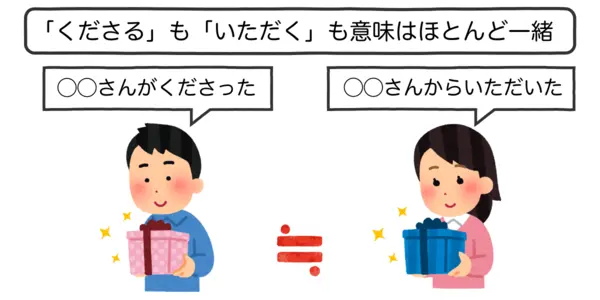 「くださる」も「いただく」も意味はほとんど一緒
○○さんがくださった
○○さんからいただいた
≒